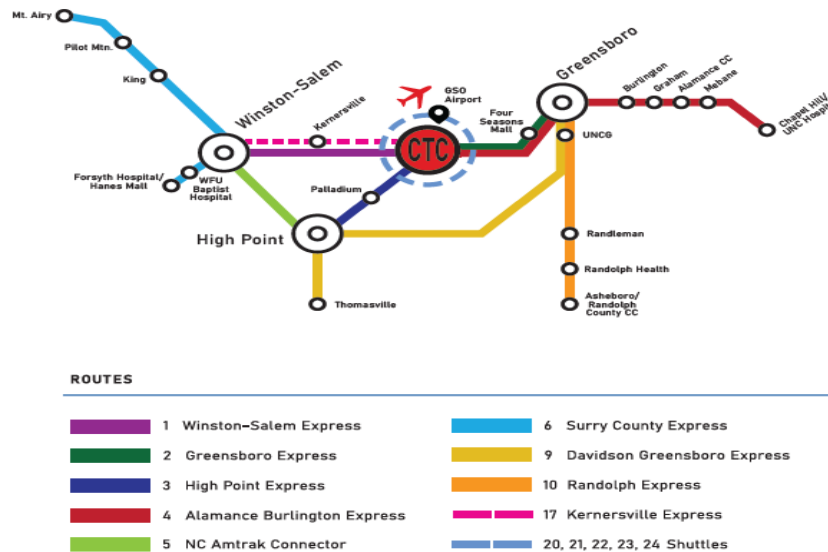 Mt. Airy
Pilot Mtn.
King
Winston-Salem
Kernersville
GSO
Airport
Greensboro
Burlington
Graham
Alamance CC
Mebane
Chapel Hill/
UNC Hospital
Four
Seasons
Mall
UNCG
CTC
Forsyth Hospital/
Hanes Mall
WFU
Baptist
Hospital
Palladium
High Point
Randleman
Randolph Health
Thomasville
Asheboro/
Randolph
County CC
ROUTES
1 Winston-Salem Express
2 Greensboro Express
3 High Point Express
4 Alamance Burlington Express
5 NC Amtrak Connector
6 Surry County Express
9 Davidson Greensboro Express
10 Randolph Express
17 Kernersville Express
20, 21, 22, 23, 24 Shuttles